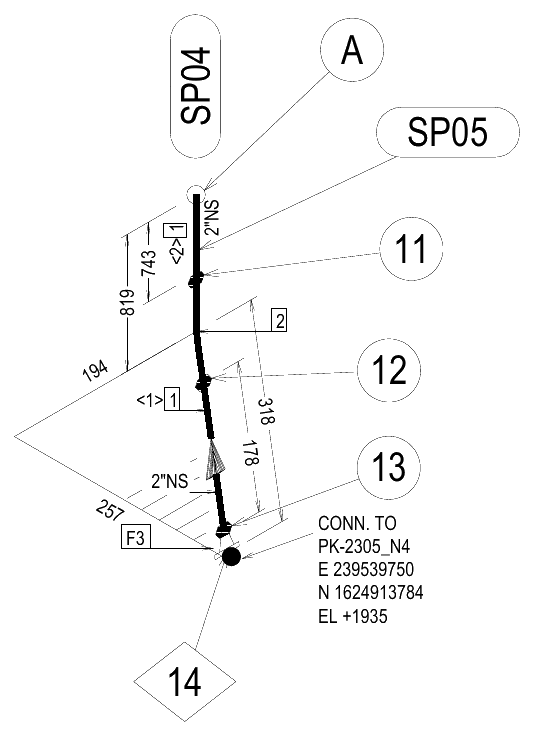 SP04
A
SP05
2"NS
<2> 1
743
819
11
2
194
12
<1> 1
318
178
13
2"NS
257
F3
CONN. TO
PK-2305_N4
E 239539750
N 1624913784
EL +1935
14